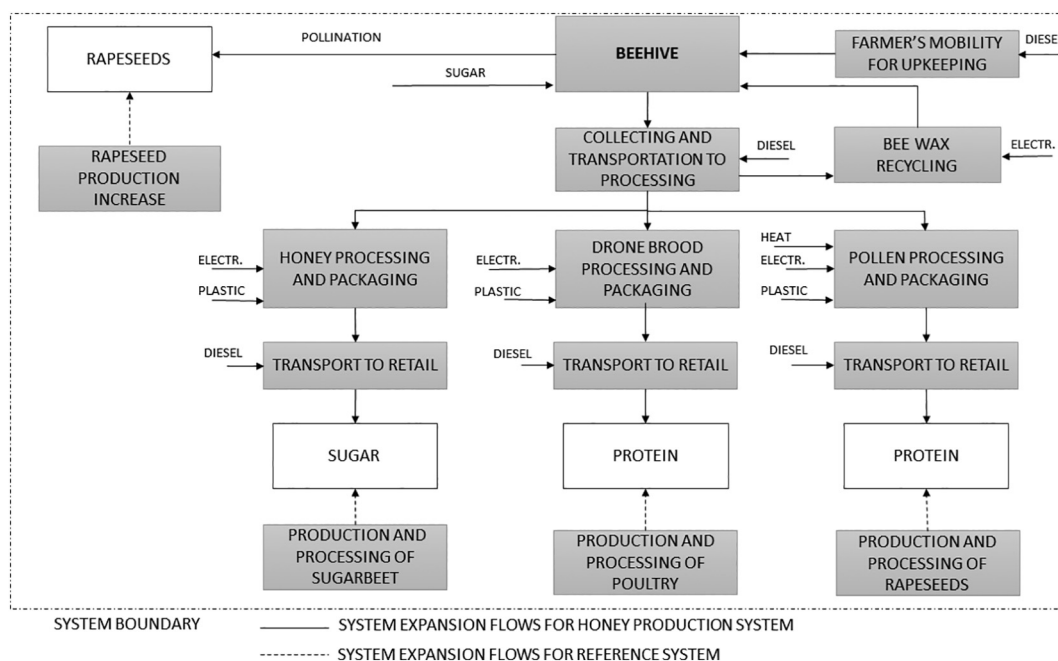 POLLINATION
RAPESEEDS
BEEHIVE
FARMER'S MOBILITY
FOR UPKEEPING
DIESEL
SUGAR
RAPESEED
PRODUCTION
INCREASE
COLLECTING AND
TRANSPORTATION TO
PROCESSING
DIESEL
BEE WAX
RECYCLING
ELECTR.
HONEY PROCESSING
AND PACKAGING
ELECTR.
PLASTIC
DRONE BROOD
PROCESSING AND
PACKAGING
ELECTR.
PLASTIC
POLLEN PROCESSING
AND PACKAGING
HEAT
ELECTR.
PLASTIC
DIESEL
TRANSPORT TO RETAIL
DIESEL
TRANSPORT TO RETAIL
DIESEL
TRANSPORT TO RETAIL
SUGAR
PROTEIN
PROTEIN
PRODUCTION AND
PROCESSING OF
SUGARBEET
PRODUCTION AND
PROCESSING OF
POULTRY
PRODUCTION AND
PROCESSING OF
RAPESEEDS
SYSTEM BOUNDARY
SYSTEM EXPANSION FLOWS FOR HONEY PRODUCTION SYSTEM
SYSTEM EXPANSION FLOWS FOR REFERENCE SYSTEM